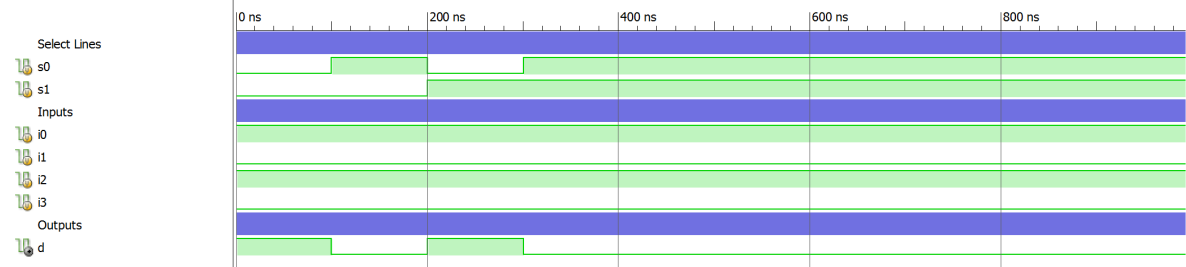 0 ns 200 ns 400 ns 600 ns 800 ns
Select Lines
s0
s1
Inputs
i0
i1
i2
i3
Outputs
d